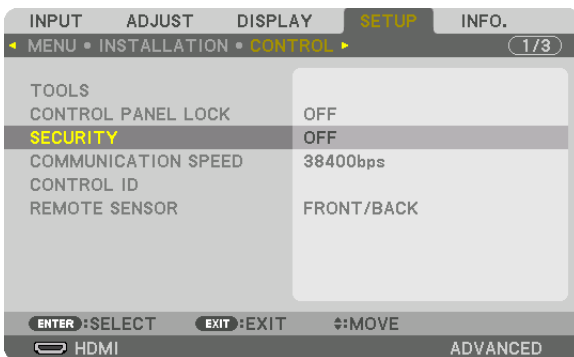 INPUT ADJUST DISPLAY SETUP INFO.
MENU • INSTALLATION • CONTROL 1/3
TOOLS
CONTROL PANEL LOCK OFF
SECURITY OFF
COMMUNICATION SPEED 38400bps
CONTROL ID
REMOTE SENSOR FRONT/BACK
ENTER :SELECT EXIT :EXIT :MOVE
HDMI ADVANCED